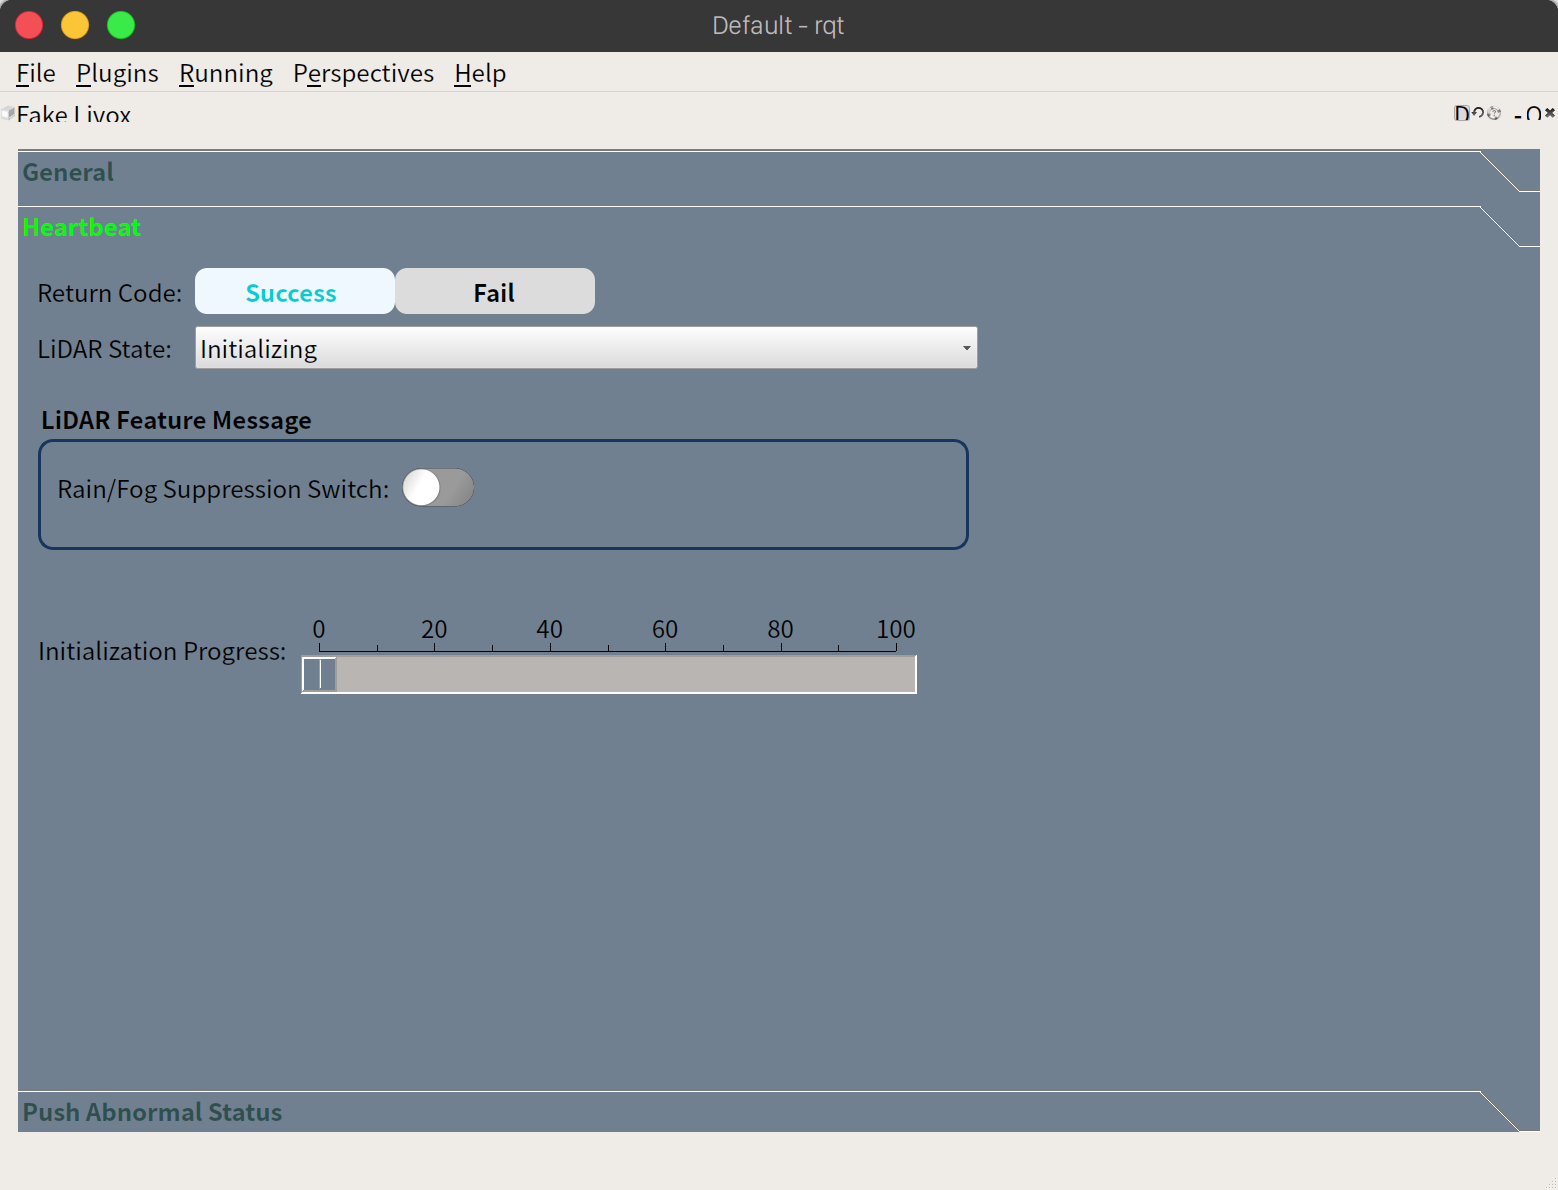 Default - rqt
File Plugins Running Perspectives Help
Fake Livox
D - O
General
Heartbeat
Return Code: Success Fail
LiDAR State: Initializing
LiDAR Feature Message
Rain/Fog Suppression Switch:
0 20 40 60 80 100
Initialization Progress:
Push Abnormal Status